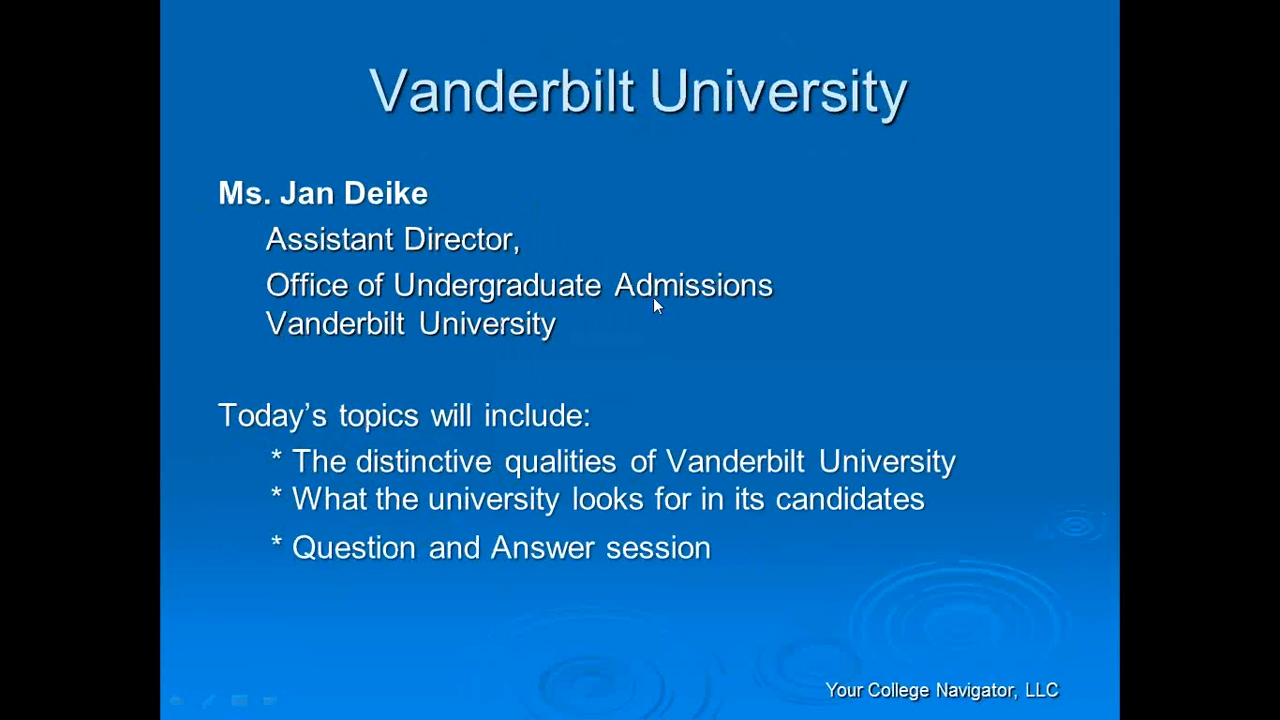 Vanderbilt University
Ms. Jan Deike
Assistant Director,
Office of Undergraduate Admissions
Vanderbilt University
Today’s topics will include:
* The distinctive qualities of Vanderbilt University
* What the university looks for in its candidates
* Question and Answer session
Your College Navigator, LLC